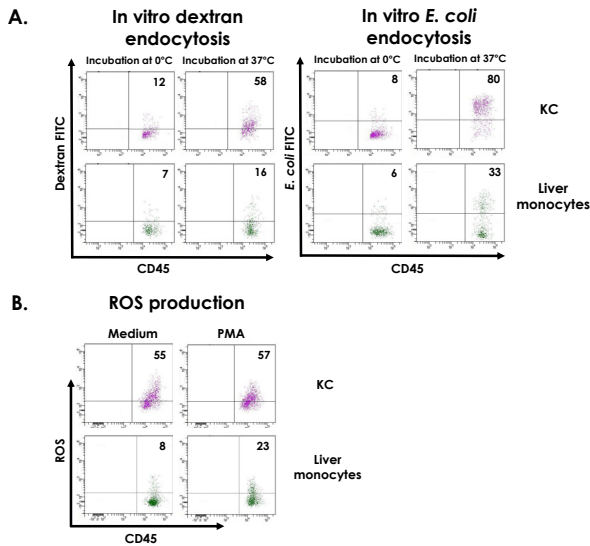 A.
In vitro dextran
endocytosis
In vitro E. coli
endocytosis
Incubation at 0°C
Incubation at 37°C
Incubation at 0°C
Incubation at 37°C
12
58
8
80
KC
Dextran FITC
E. coli FITC
7
16
6
33
Liver
monocytes
CD45
CD45
B.
ROS production
Medium
PMA
55
57
KC
ROS
8
23
Liver
monocytes
CD45